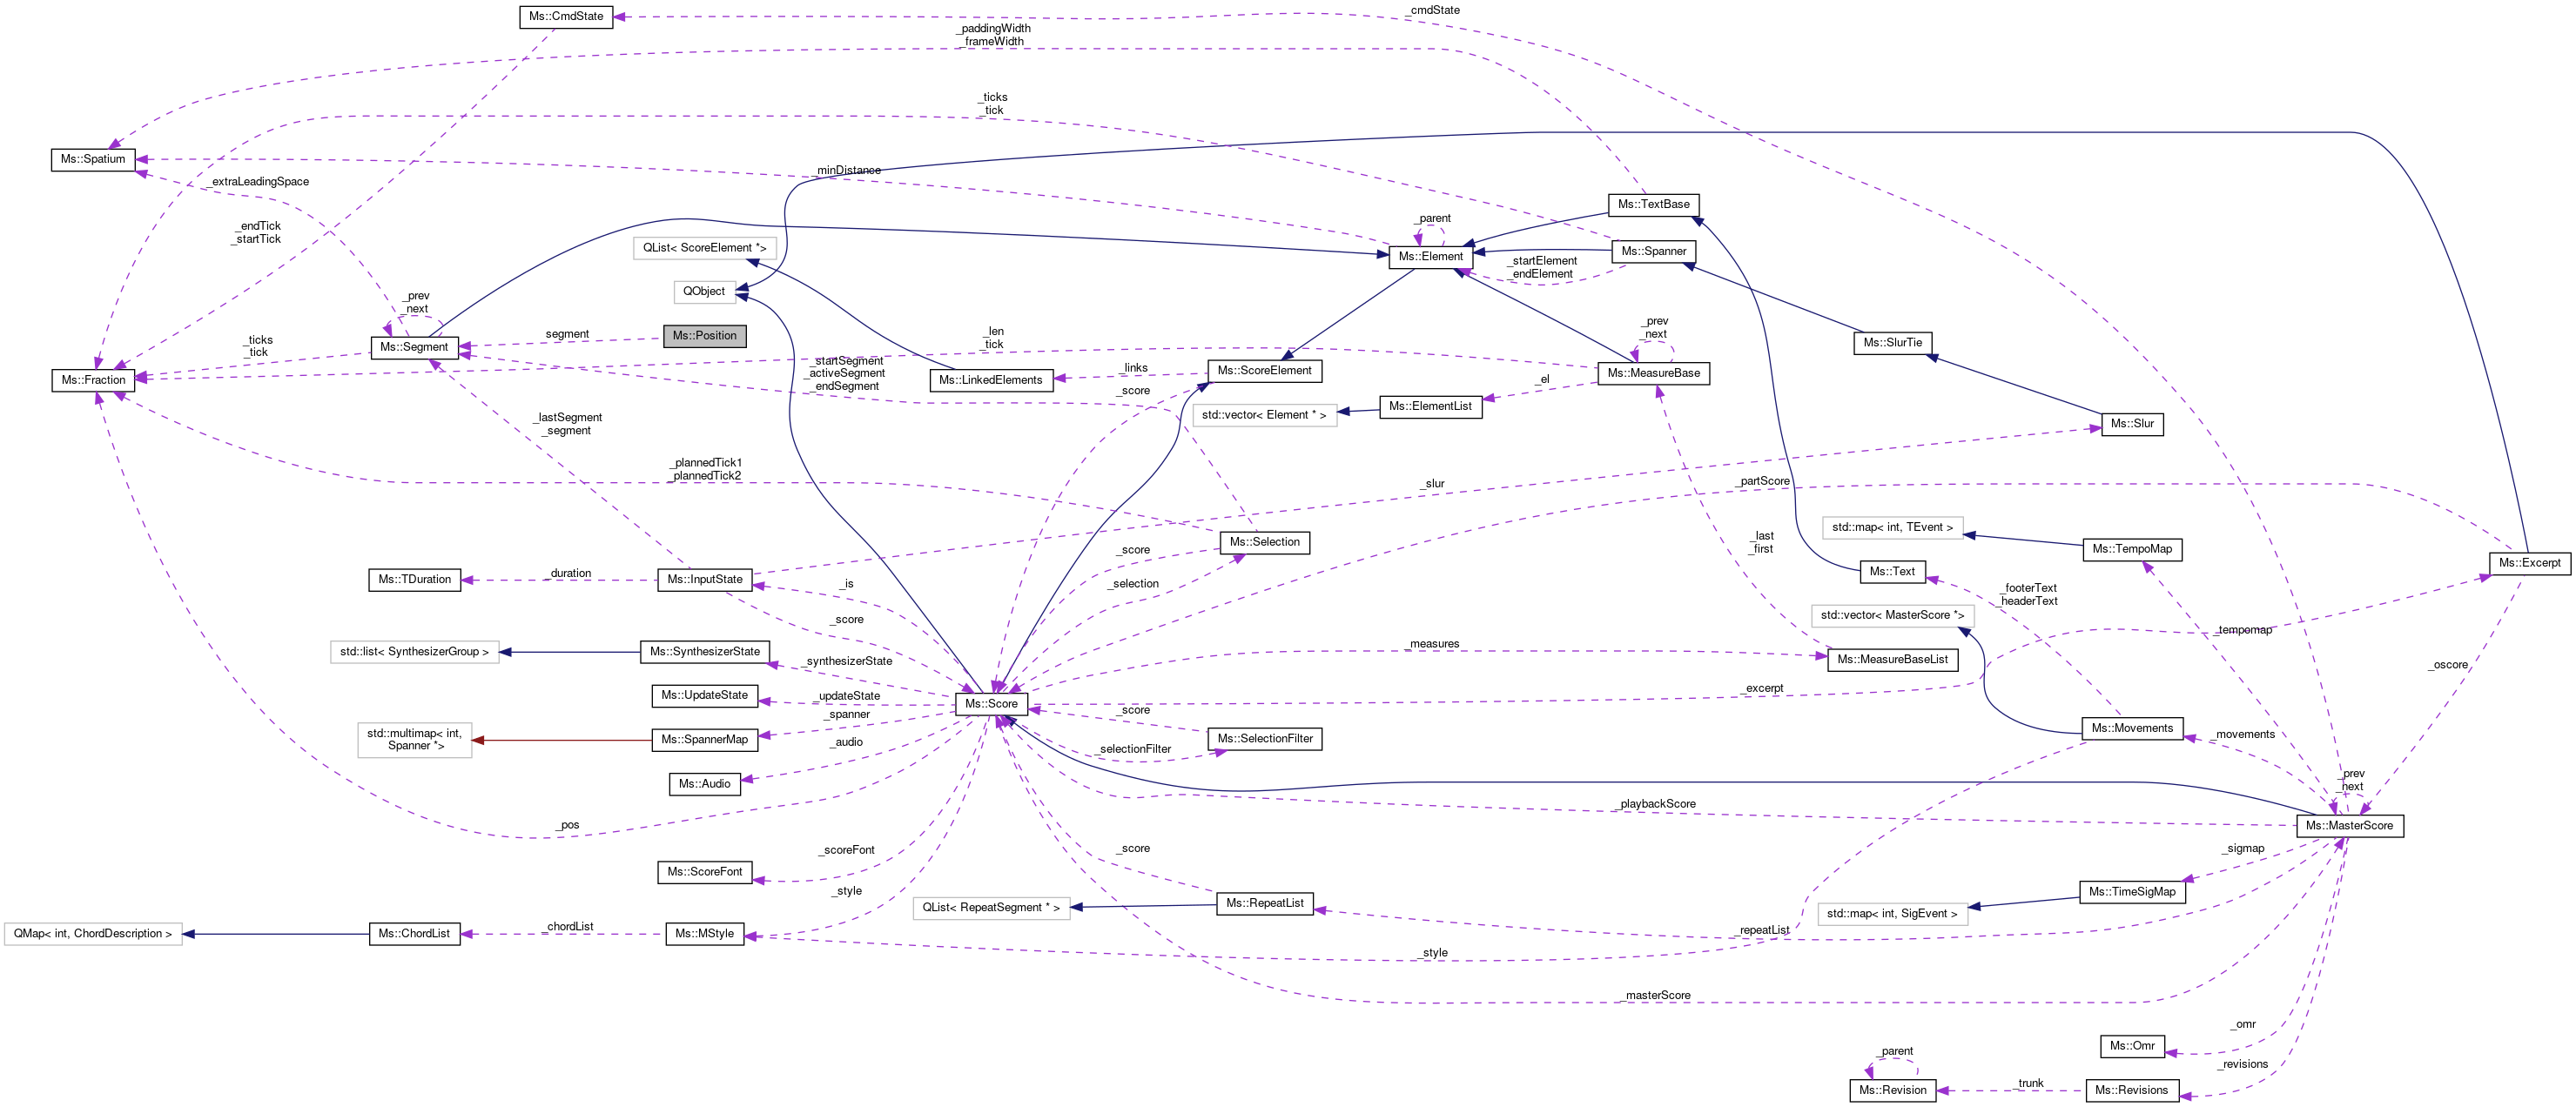 Ms::CmdState
_cmdState
_paddingWidth
_frameWidth
_ticks
_tick
Ms::Spatium
_minDistance
_extraLeadingSpace
Ms::TextBase
_parent
_endTick
_startTick
QList< ScoreElement *>
Ms::Element
Ms::Spanner
_startElement
_endElement
QObject
_prev
_next
Ms::Position
segment
Ms::Segment
_ticks
_tick
_len
_tick
_prev
_next
Ms::SlurTie
_startSegment
_activeSegment
_endSegment
Ms::Fraction
Ms::LinkedElements
_links
Ms::ScoreElement
Ms::MeasureBase
_score
_el
std::vector< Element * >
Ms::ElementList
_lastSegment
_segment
Ms::Slur
_plannedTick1
_plannedTick2
_slur
_partScore
std::map< int, TEvent >
Ms::TempoMap
Ms::Selection
_last
_first
_score
Ms::Excerpt
Ms::TDuration
_duration
Ms::InputState
_is
_selection
Ms::Text
_footerText
_headerText
_score
std::vector< MasterScore *>
_tempomap
std::list< SynthesizerGroup >
Ms::SynthesizerState
_synthesizerState
_measures
Ms::MeasureBaseList
_oscore
Ms::UpdateState
_updateState
Ms::Score
_excerpt
_spanner
_score
Ms::Movements
_movements
std::multimap< int,
Spanner *>
Ms::SpannerMap
_audio
_selectionFilter
Ms::SelectionFilter
Ms::Audio
_prev
_next
_playbackScore
_pos
Ms::MasterScore
_scoreFont
_score
_sigmap
Ms::ScoreFont
_style
Ms::RepeatList
QList< RepeatSegment * >
Ms::TimeSigMap
std::map< int, SigEvent >
QMap< int, ChordDescription >
Ms::ChordList
_chordList
Ms::MStyle
_repeatList
_style
_masterScore
_omr
Ms::Omr
_parent
_revisions
Ms::Revision
_trunk
Ms::Revisions